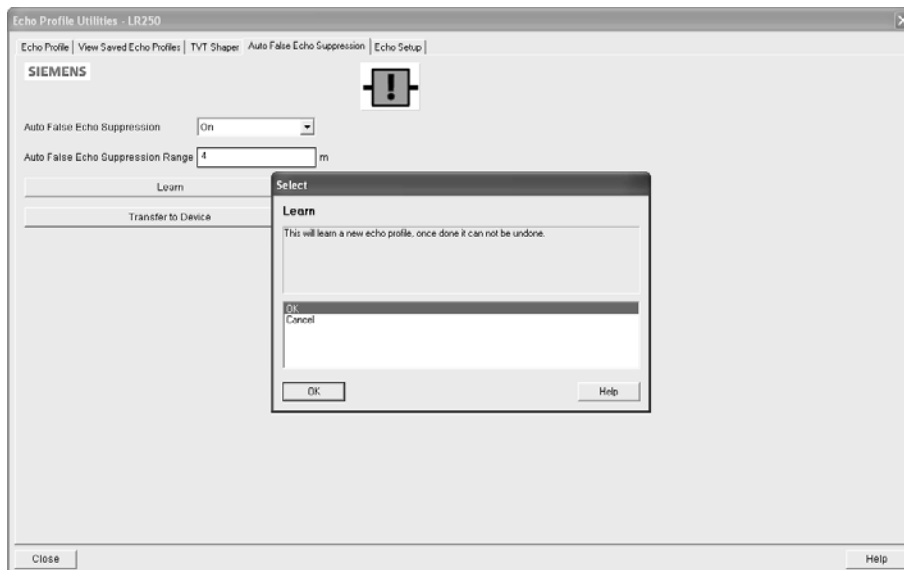 Echo Profile Utilities - LR250
Echo Profile View Saved Echo Profiles TVT Shaper Auto False Echo Suppression Echo Setup
SIEMENS
!
Auto False Echo Suppression On
Auto False Echo Suppression Range 4 m
Learn
Transfer to Device
Select
Learn
This will learn a new echo profile, once done it can not be undone.
OK
Cancel
OK Help
Close Help